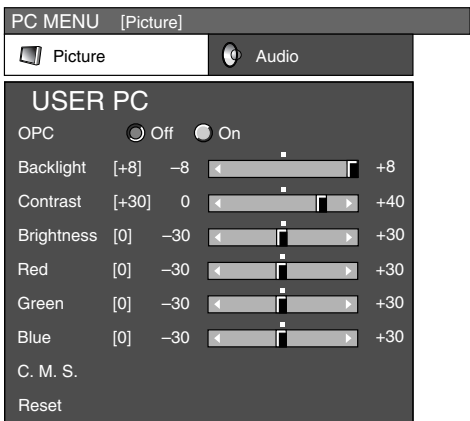 PC MENU [Picture]
Picture Audio
USER PC
OPC Off On
Backlight [+8] –8 +8
Contrast [+30] 0 +40
Brightness [0] –30 +30
Red [0] –30 +30
Green [0] –30 +30
Blue [0] –30 +30
C. M. S.
Reset